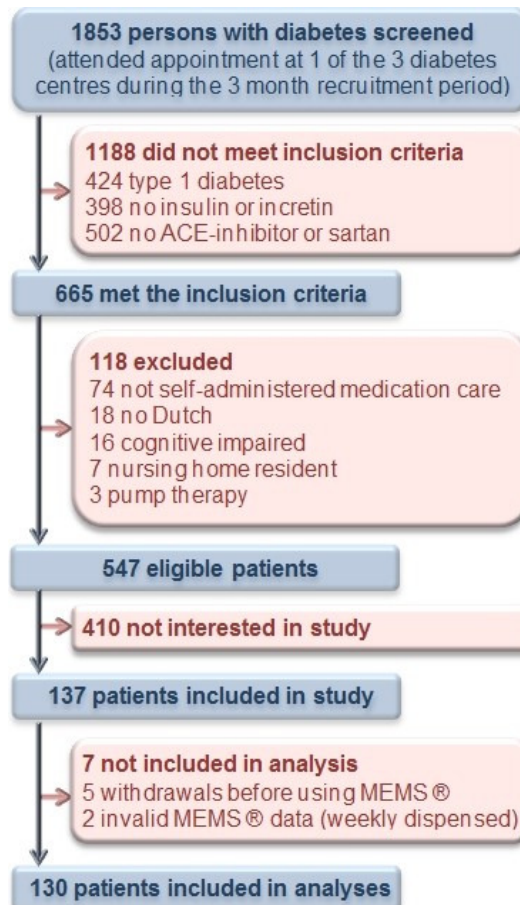 1853 persons with diabetes screened
(attended appointment at 1 of the 3 diabetes
centres during the 3 month recruitment period)
1188 did not meet inclusion criteria
424 type 1 diabetes
398 no insulin or incretin
502 no ACE-inhibitor or sartan
665 met the inclusion criteria
118 excluded
74 not self-administered medication care
18 no Dutch
16 cognitive impaired
7 nursing home resident
3 pump therapy
547 eligible patients
410 not interested in study
137 patients included in study
7 not included in analysis
5 withdrawals before using MEMS ®
2 invalid MEMS ® data (weekly dispensed)
130 patients included in analyses